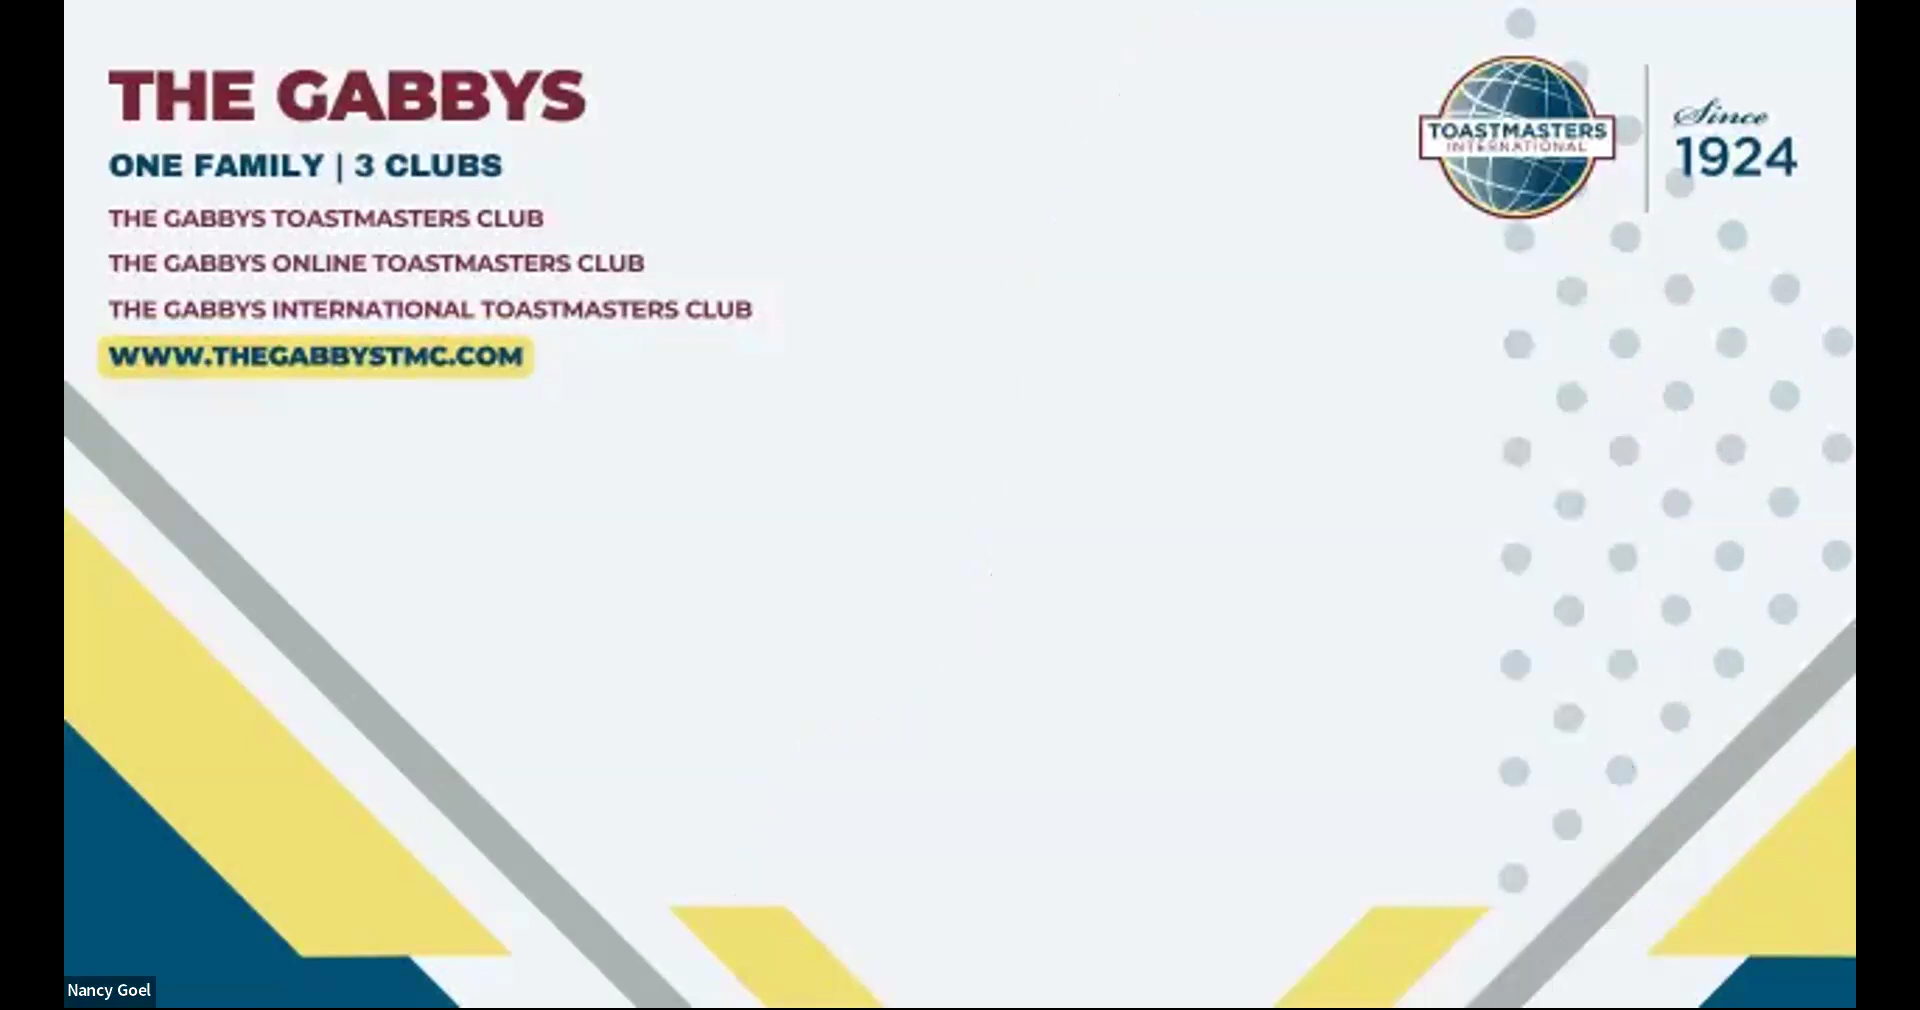 THE GABBYS
ONE FAMILY | 3 CLUBS
THE GABBYS TOASTMASTERS CLUB
THE GABBYS ONLINE TOASTMASTERS CLUB
THE GABBYS INTERNATIONAL TOASTMASTERS CLUB
WWW.THEGABBYSTMC.COM
TOASTMASTERS
INTERNATIONAL
Since
1924
Nancy Goel